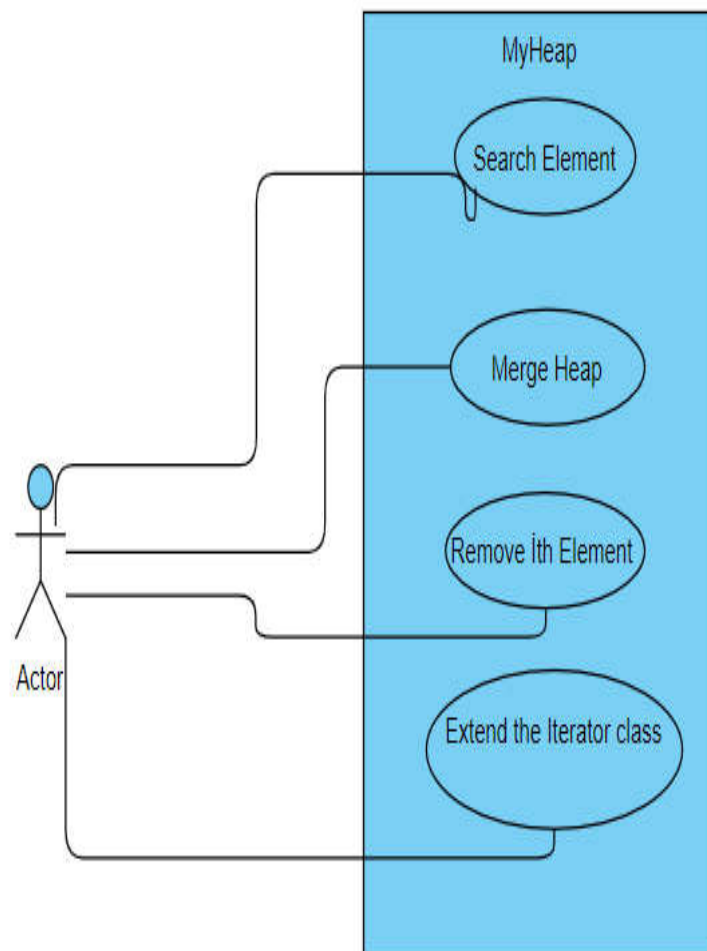 MyHeap
Search Element
Merge Heap
Remove İth Element
Extend the Iterator class
Actor